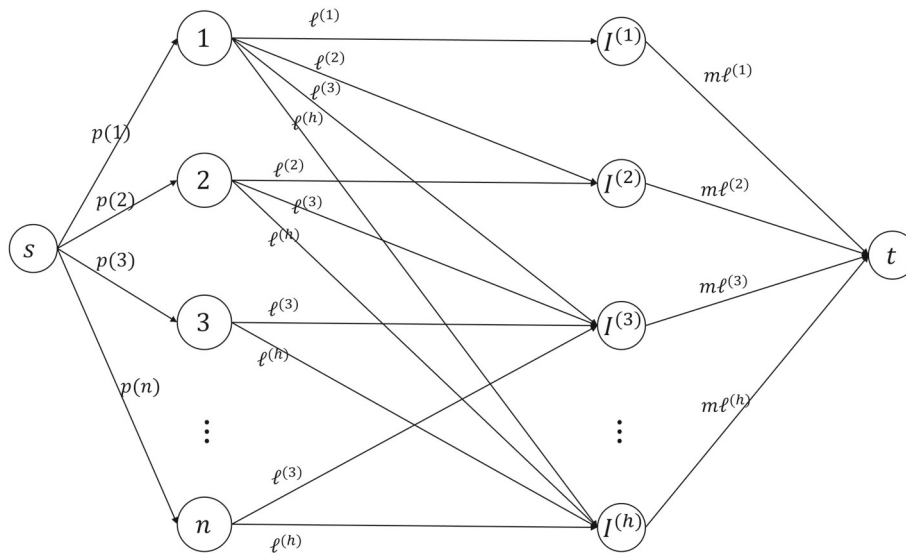 ℓ⁽¹⁾
1
I⁽¹⁾
ℓ⁽²⁾
ℓ⁽³⁾
mℓ⁽¹⁾
ℓ⁽ʰ⁾
p(1)
ℓ⁽²⁾
2
I⁽²⁾
mℓ⁽²⁾
p(2)
ℓ⁽³⁾
ℓ⁽ʰ⁾
s
t
p(3)
mℓ⁽³⁾
ℓ⁽³⁾
3
I⁽³⁾
ℓ⁽ʰ⁾
p(n)
mℓ⁽ʰ⁾
⋮
⋮
ℓ⁽³⁾
n
I⁽ʰ⁾
ℓ⁽ʰ⁾